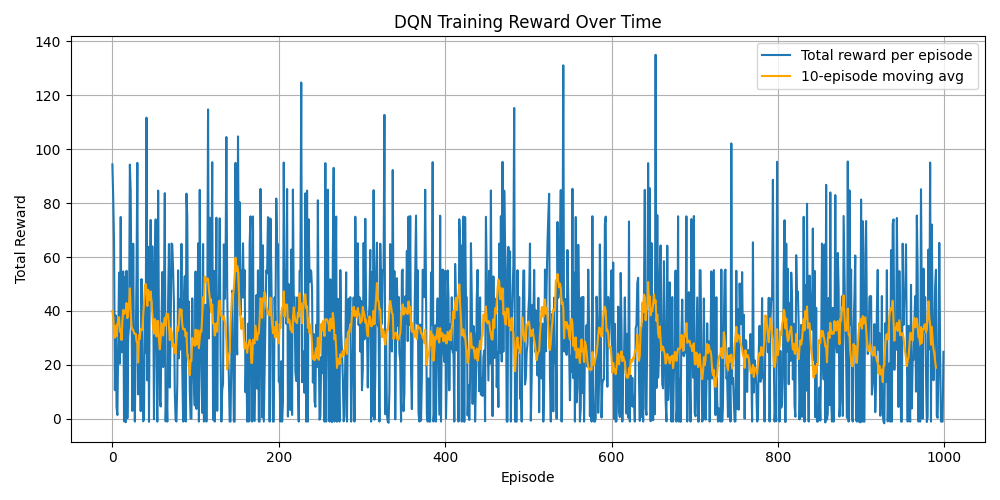 DQN Training Reward Over Time
140
120
100
80
60
40
20
0
Total Reward
Total reward per episode
10-episode moving avg
0
200
400
600
800
1000
Episode